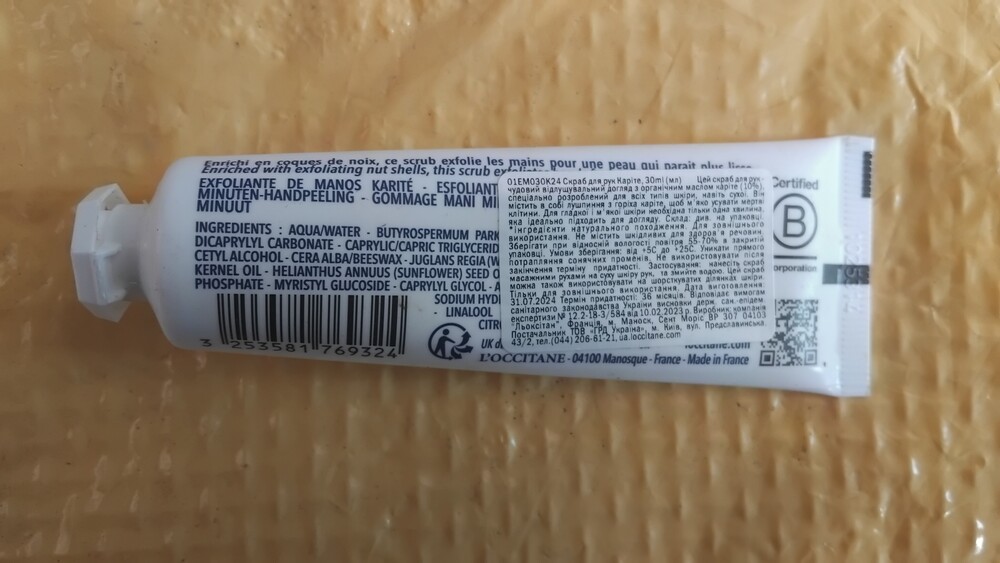 Enrichi en coques de noix, ce scrub exfolie les mains pour une peau qui paraît plus lisse
Enriched with exfoliating nut shells, this scrub
EXFOLIANTE DE MANOS KARITÉ - ESFOLIANT
MINUTEN-HANDPEELING - GOMMAGE MANI MI
MINUUT
INGREDIENTS : AQUA/WATER - BUTYROSPERMUM PARK
DICAPRYLYL CARBONATE - CAPRYLIC/CAPRIC TRIGLYCERID
CETYL ALCOHOL - CERA ALBA/BEESWAX - JUGLANS REGIA (W
KERNEL OIL - HELIANTHUS ANNUUS (SUNFLOWER) SEED O
PHOSPHATE - MYRISTYL GLUCOSIDE - CAPRYLYL GLYCOL - A
SODIUM HYD
- LINALOOL
CITR
3 253581 769324
UK
L'OCCITANE - 04100 Manosque - France - Made in France
01EM030K24 Скраб для рук Каріте, 30ml (мл) Цей скраб для рук -
чудовий відлущувальний догляд з органічним маслом каріте (10%),
спеціально розроблений для всіх типів шкіри, навіть сухої. Він
містить в собі лушпиння з горіха каріте, щоб м'яко усувати мертві
клітини. Для гладкої і м'якої шкіри необхідна тільки одна хвилина,
яка ідеально підходить для догляду. Склад: див. на упаковці.
*інгредієнти натурального походження. Для зовнішнього
використання. Не містить шкідливих для здоров'я речовин.
Зберігати при відносній вологості повітря 55-70% в закритій
упаковці. Умови зберігання: від +5C до +25C. Уникати прямого
потрапляння сонячних променів. Не використовувати після
закінчення терміну придатності. Застосування: нанесіть скраб
масажними рухами на суху шкіру рук, та змийте водою. Цей скраб
можна також використовувати на шорстких ділянках шкіри.
Тільки для зовнішнього використання. Дата виготовлення:
31.07.2024 Термін придатності: 36 місяців. Відповідає вимогам
санітарного законодавства України висновки держ. сан.-епідем.
експертизи № 12.2-18-3/584 від 10.02.2023 р. Виробник: компанія
"Льокситан", Франція, м. Маноск, Сент Моріс ВР 307 04103
Постачальник ТОВ «ГРД Україна», м. Київ, вул. Предславинська,
43/2, тел.(044) 206-81-21, ua.loccitane.com
loccitane.com
Certified
B
Corporation